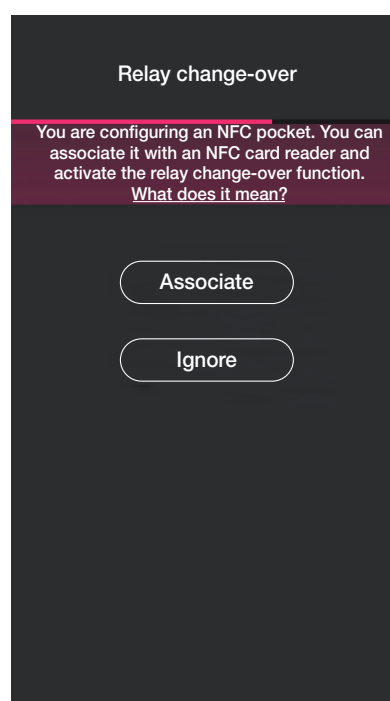 Relay change-over
You are configuring an NFC pocket. You can
associate it with an NFC card reader and
activate the relay change-over function.
What does it mean?
Associate
Ignore